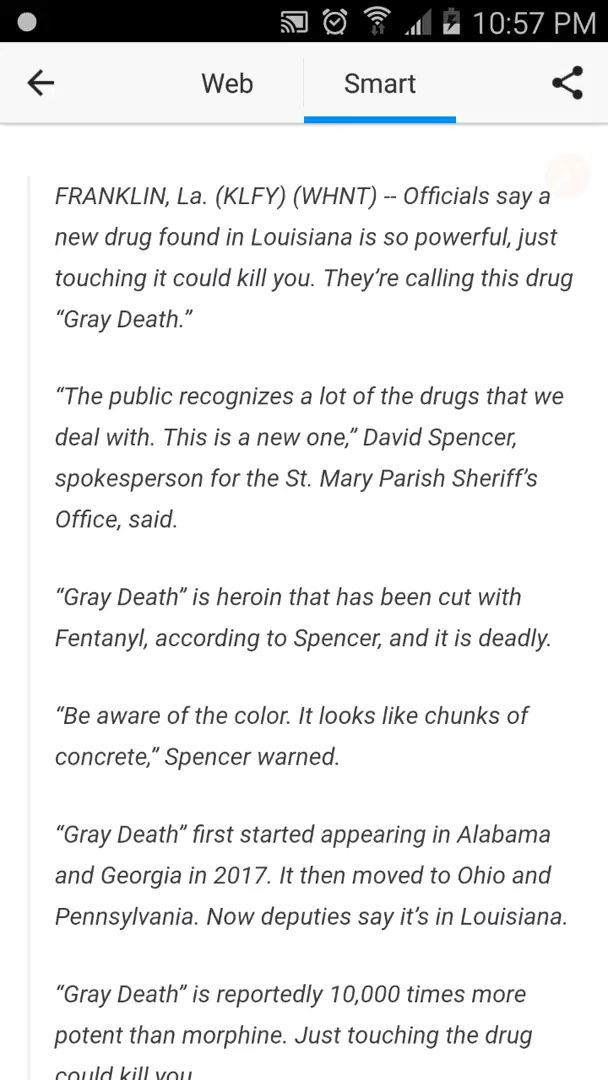 10:57 PM
Web Smart
FRANKLIN, La. (KLFY) (WHNT) -- Officials say a
new drug found in Louisiana is so powerful, just
touching it could kill you. They’re calling this drug
“Gray Death.”
“The public recognizes a lot of the drugs that we
deal with. This is a new one,” David Spencer,
spokesperson for the St. Mary Parish Sheriff’s
Office, said.
“Gray Death” is heroin that has been cut with
Fentanyl, according to Spencer, and it is deadly.
“Be aware of the color. It looks like chunks of
concrete,” Spencer warned.
“Gray Death” first started appearing in Alabama
and Georgia in 2017. It then moved to Ohio and
Pennsylvania. Now deputies say it’s in Louisiana.
“Gray Death” is reportedly 10,000 times more
potent than morphine. Just touching the drug
could kill you